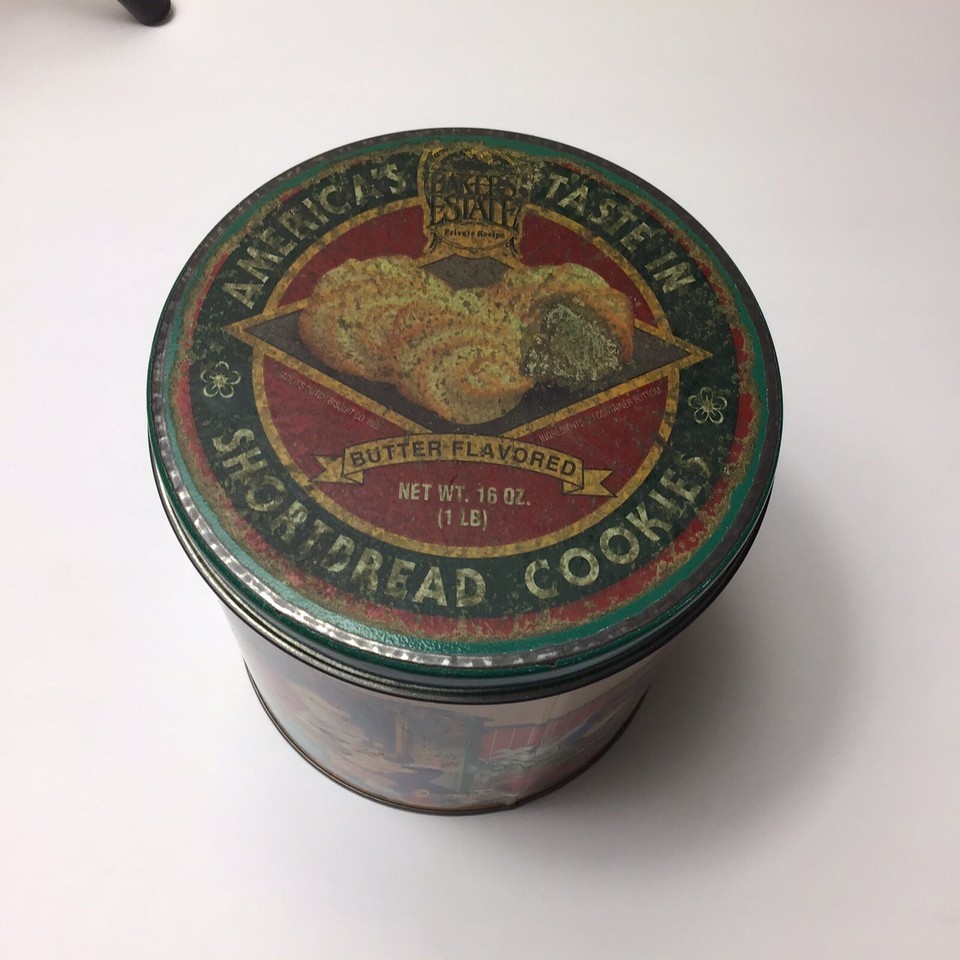 BAKER'S
ESTATE
Private Recipe
AMERICA'S TASTE IN
BUTTER FLAVORED
NET WT. 16 OZ.
(1 LB)
SHORTBREAD COOKIES